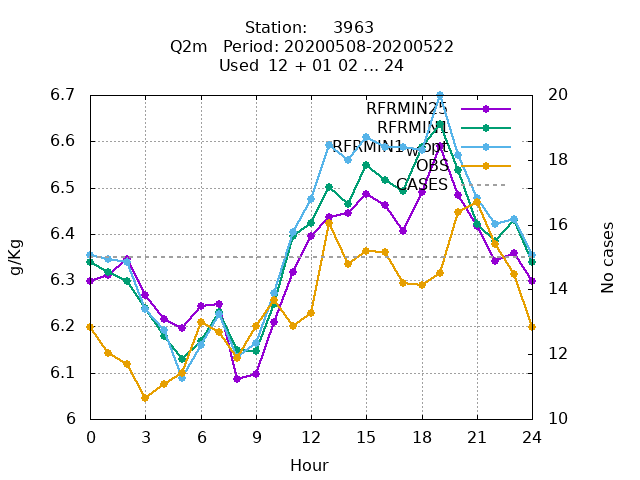 Station: 3963
Q2m Period: 20200508-20200522
Used 12 + 01 02 ... 24
6.7
6.6
6.5
6.4
6.3
6.2
6.1
6
20
18
16
14
12
10
g/Kg
No cases
RFRMIN25
RFRMIN1
RFRMIN1wopt
OBS
CASES
0 3 6 9 12 15 18 21 24
Hour